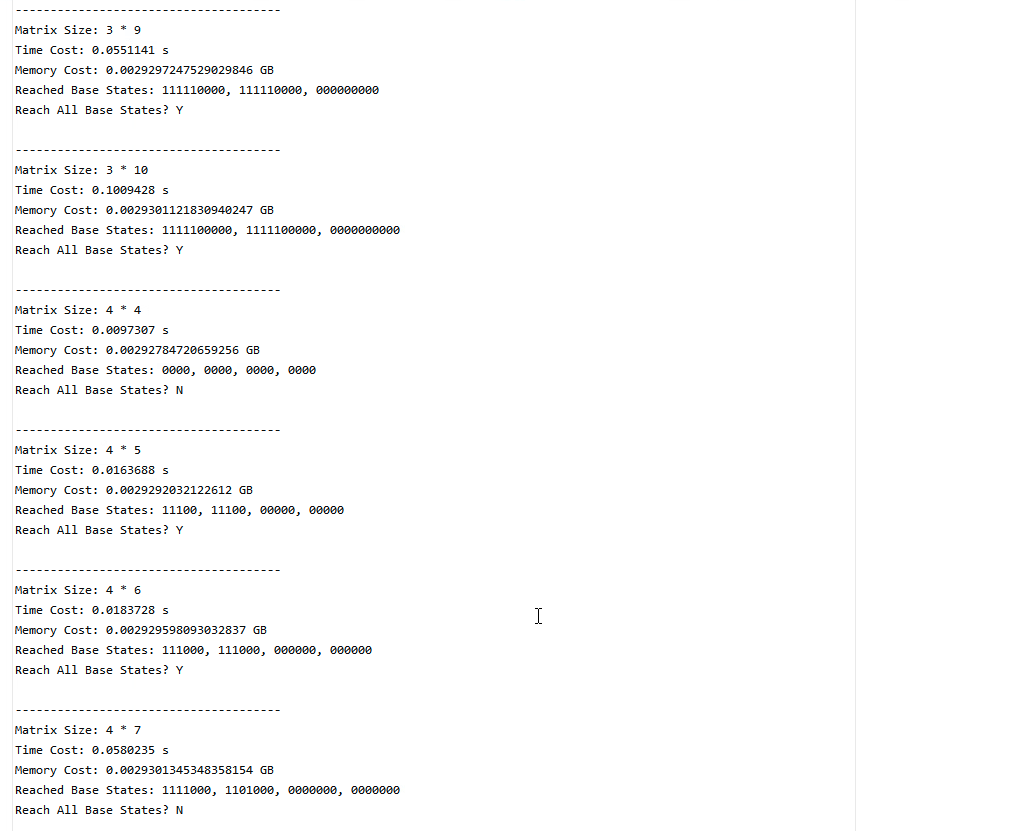 --------------------------------------
Matrix Size: 3 * 9
Time Cost: 0.0551141 s
Memory Cost: 0.0029297247529029846 GB
Reached Base States: 111110000, 111110000, 000000000
Reach All Base States? Y
--------------------------------------
Matrix Size: 3 * 10
Time Cost: 0.1009428 s
Memory Cost: 0.0029301121830940247 GB
Reached Base States: 1111100000, 1111100000, 0000000000
Reach All Base States? Y
--------------------------------------
Matrix Size: 4 * 4
Time Cost: 0.0097307 s
Memory Cost: 0.00292784720659256 GB
Reached Base States: 0000, 0000, 0000, 0000
Reach All Base States? N
--------------------------------------
Matrix Size: 4 * 5
Time Cost: 0.0163688 s
Memory Cost: 0.0029292032122612 GB
Reached Base States: 11100, 11100, 00000, 00000
Reach All Base States? Y
--------------------------------------
Matrix Size: 4 * 6
Time Cost: 0.0183728 s
Memory Cost: 0.002929598093032837 GB
Reached Base States: 111000, 111000, 000000, 000000
Reach All Base States? Y
--------------------------------------
Matrix Size: 4 * 7
Time Cost: 0.0580235 s
Memory Cost: 0.0029301345348358154 GB
Reached Base States: 1111000, 1101000, 0000000, 0000000
Reach All Base States? N